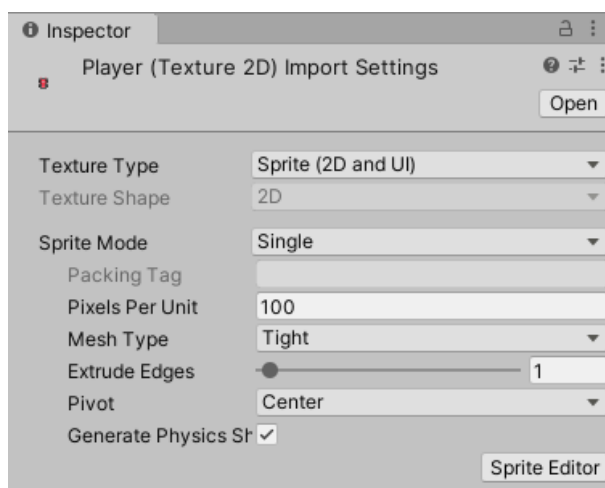 Inspector
Player (Texture 2D) Import Settings
Open
Texture Type Sprite (2D and UI)
Texture Shape 2D
Sprite Mode Single
Packing Tag
Pixels Per Unit 100
Mesh Type Tight
Extrude Edges 1
Pivot Center
Generate Physics Sh
Sprite Editor